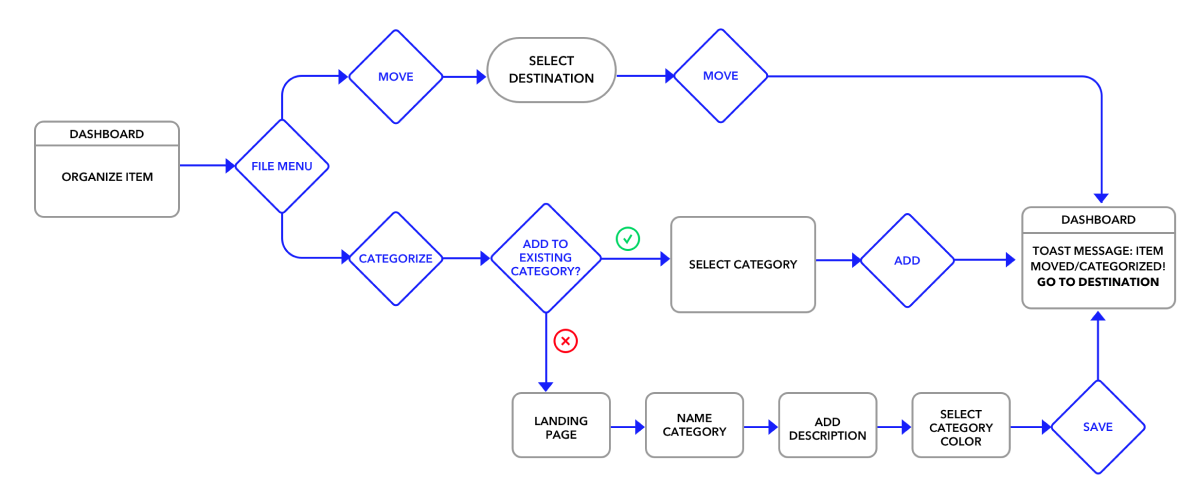 MOVE
SELECT
DESTINATION
MOVE
DASHBOARD
ORGANIZE ITEM
FILE MENU
CATEGORIZE
ADD TO
EXISTING
CATEGORY?
SELECT CATEGORY
ADD
DASHBOARD
TOAST MESSAGE: ITEM
MOVED/CATEGORIZED!
GO TO DESTINATION
LANDING
PAGE
NAME
CATEGORY
ADD
DESCRIPTION
SELECT
CATEGORY
COLOR
SAVE